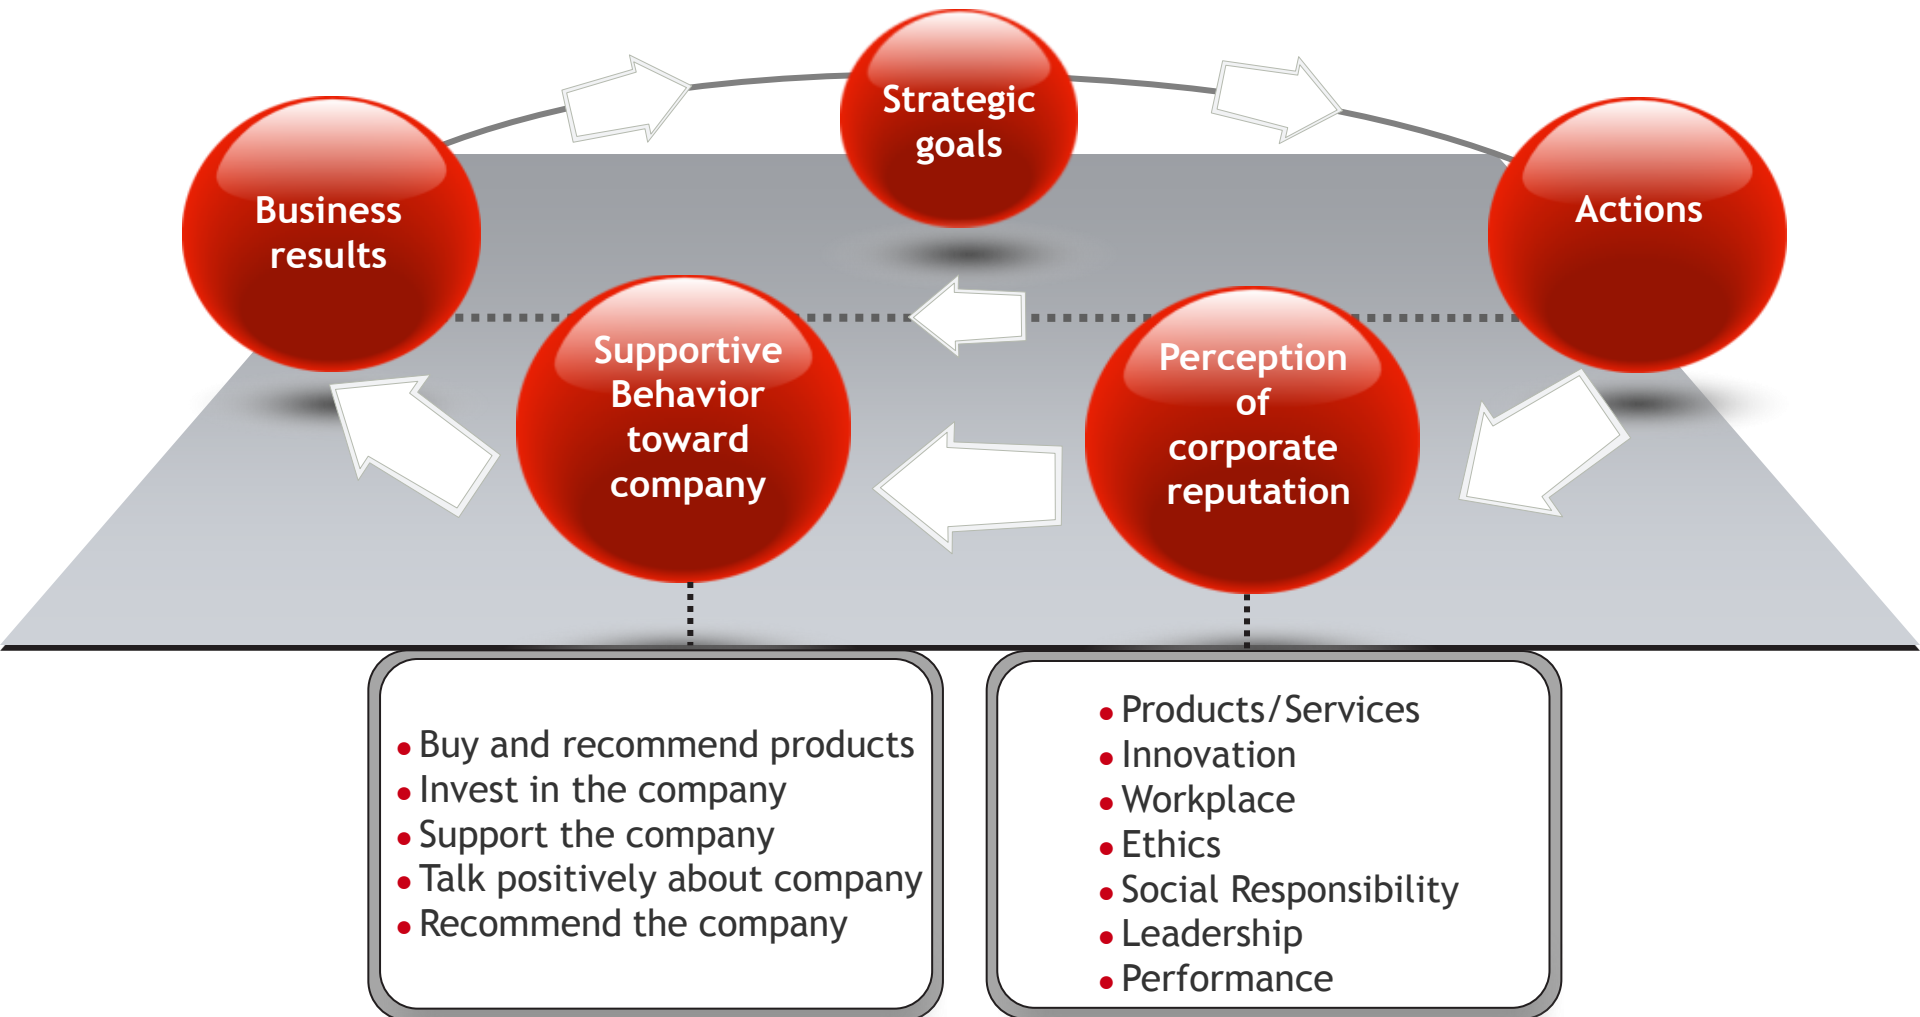 Strategic
goals
Business
results
Actions
Supportive
Behavior
toward
company
Perception
of
corporate
reputation
• Buy and recommend products
• Invest in the company
• Support the company
• Talk positively about company
• Recommend the company
• Products/Services
• Innovation
• Workplace
• Ethics
• Social Responsibility
• Leadership
• Performance